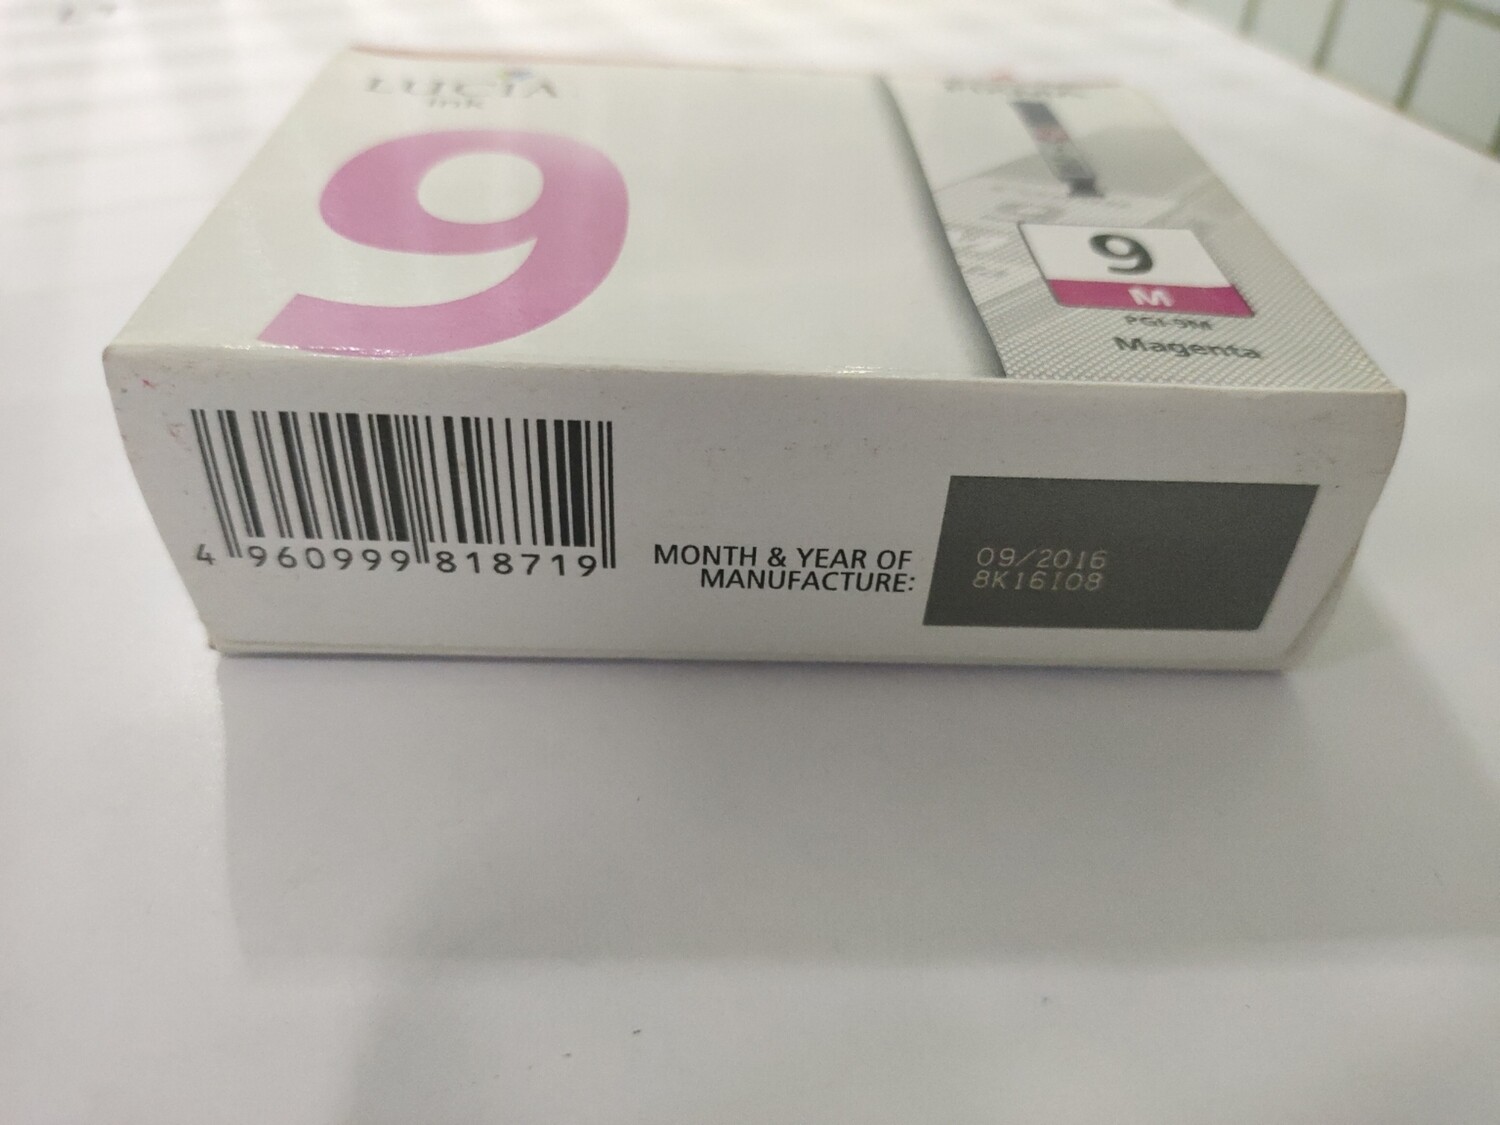 LUCIA
ink
9
9
M
PGI-9M
Magenta
4 960999 818719
MONTH & YEAR OF
MANUFACTURE:
09/2016
8K16I08